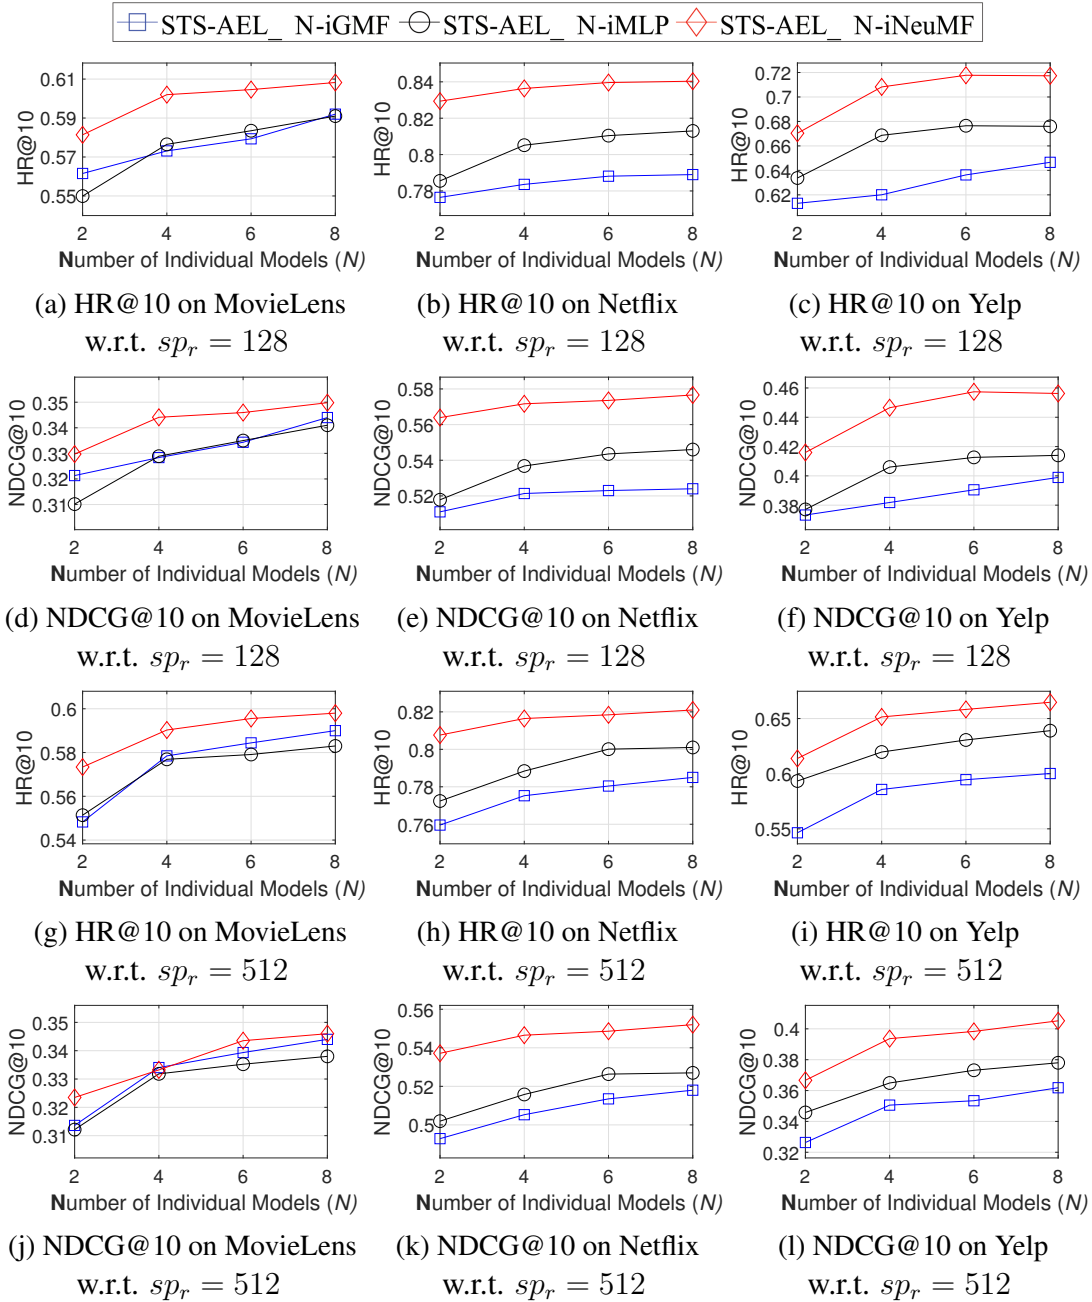 STS-AEL_ N-iGMF STS-AEL_ N-iMLP STS-AEL_ N-iNeuMF
0.61
0.59
0.57
0.55
HR@10
2 4 6 8
Number of Individual Models (N)
(a) HR@10 on MovieLens
w.r.t. sp_r = 128
0.84
0.82
0.8
0.78
HR@10
2 4 6 8
Number of Individual Models (N)
(b) HR@10 on Netflix
w.r.t. sp_r = 128
0.72
0.7
0.68
0.66
0.64
0.62
HR@10
2 4 6 8
Number of Individual Models (N)
(c) HR@10 on Yelp
w.r.t. sp_r = 128
0.35
0.34
0.33
0.32
0.31
NDCG@10
2 4 6 8
Number of Individual Models (N)
(d) NDCG@10 on MovieLens
w.r.t. sp_r = 128
0.58
0.56
0.54
0.52
NDCG@10
2 4 6 8
Number of Individual Models (N)
(e) NDCG@10 on Netflix
w.r.t. sp_r = 128
0.46
0.44
0.42
0.4
0.38
NDCG@10
2 4 6 8
Number of Individual Models (N)
(f) NDCG@10 on Yelp
w.r.t. sp_r = 128
0.6
0.58
0.56
0.54
HR@10
2 4 6 8
Number of Individual Models (N)
(g) HR@10 on MovieLens
w.r.t. sp_r = 512
0.82
0.8
0.78
0.76
HR@10
2 4 6 8
Number of Individual Models (N)
(h) HR@10 on Netflix
w.r.t. sp_r = 512
0.65
0.6
0.55
HR@10
2 4 6 8
Number of Individual Models (N)
(i) HR@10 on Yelp
w.r.t. sp_r = 512
0.35
0.34
0.33
0.32
0.31
NDCG@10
2 4 6 8
Number of Individual Models (N)
(j) NDCG@10 on MovieLens
w.r.t. sp_r = 512
0.56
0.54
0.52
0.5
NDCG@10
2 4 6 8
Number of Individual Models (N)
(k) NDCG@10 on Netflix
w.r.t. sp_r = 512
0.4
0.38
0.36
0.34
0.32
NDCG@10
2 4 6 8
Number of Individual Models (N)
(l) NDCG@10 on Yelp
w.r.t. sp_r = 512